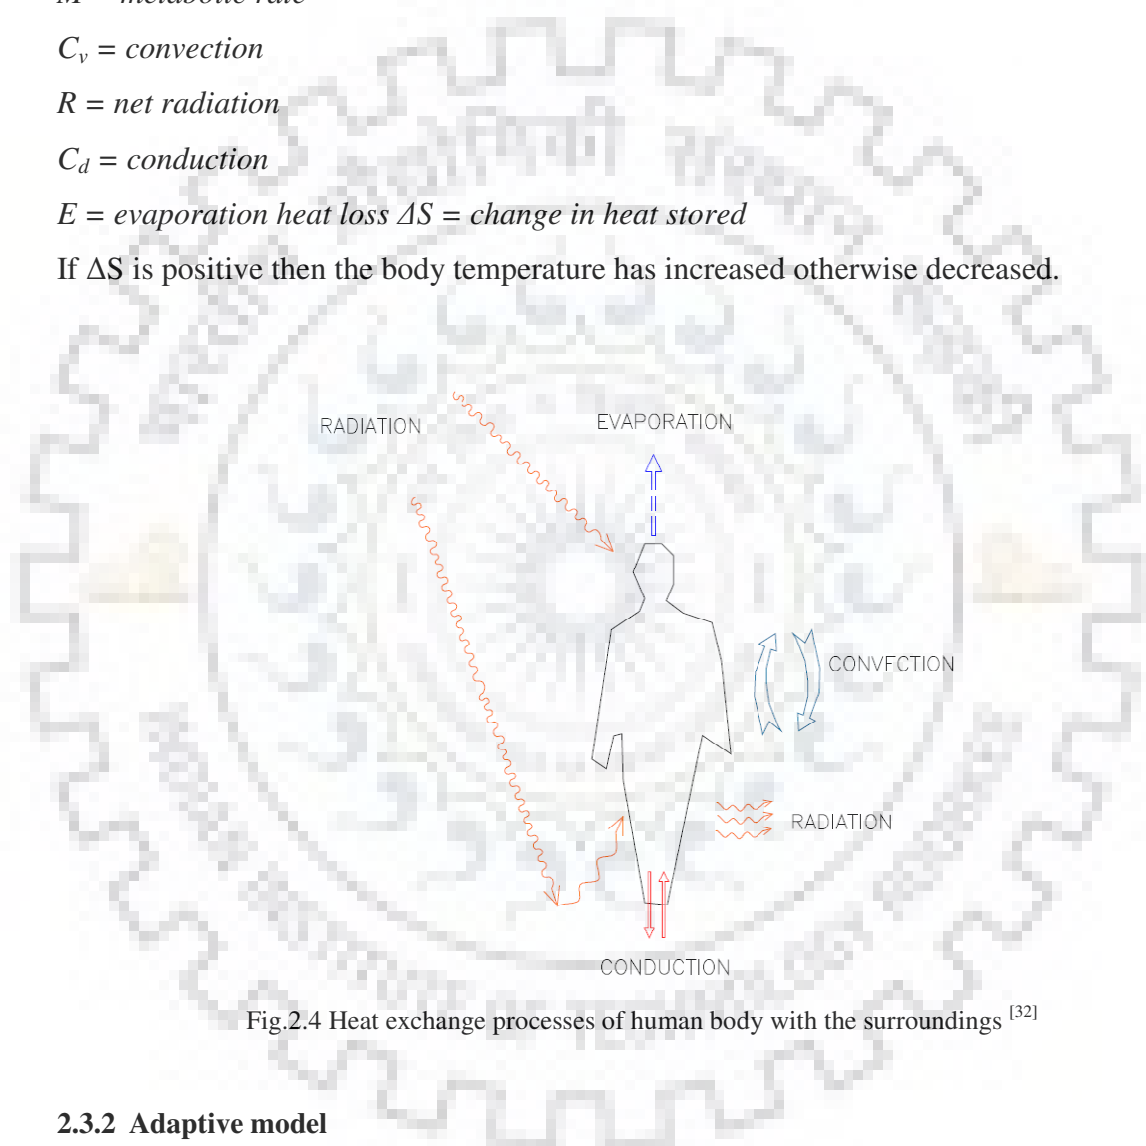 M = metabolic rate
C_v = convection
R = net radiation
C_d = conduction
E = evaporation heat loss ΔS = change in heat stored
If ΔS is positive then the body temperature has increased otherwise decreased.
RADIATION
EVAPORATION
CONVECTION
RADIATION
CONDUCTION
Fig.2.4 Heat exchange processes of human body with the surroundings [32]
2.3.2 Adaptive model